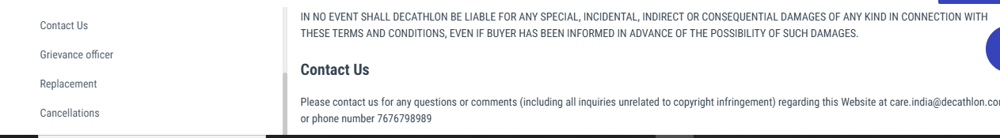 Contact Us
Grievance officer
Replacement
Cancellations
IN NO EVENT SHALL DECATHLON BE LIABLE FOR ANY SPECIAL, INCIDENTAL, INDIRECT OR CONSEQUENTIAL DAMAGES OF ANY KIND IN CONNECTION WITH
THESE TERMS AND CONDITIONS, EVEN IF BUYER HAS BEEN INFORMED IN ADVANCE OF THE POSSIBILITY OF SUCH DAMAGES.
Contact Us
Please contact us for any questions or comments (including all inquiries unrelated to copyright infringement) regarding this Website at care.india@decathlon.co
or phone number 7676798989